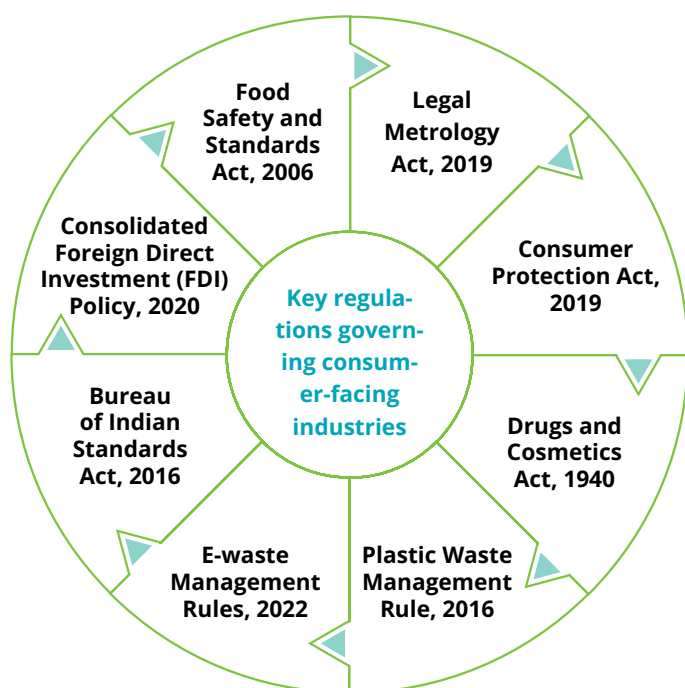 Food
Safety and
Standards
Act, 2006
Legal
Metrology
Act, 2019
Consumer
Protection Act,
2019
Drugs and
Cosmetics
Act, 1940
Plastic Waste
Management
Rule, 2016
E-waste
Management
Rules, 2022
Bureau
of Indian
Standards
Act, 2016
Consolidated
Foreign Direct
Investment (FDI)
Policy, 2020
Key regula-
tions govern-
ing consum-
er-facing
industries